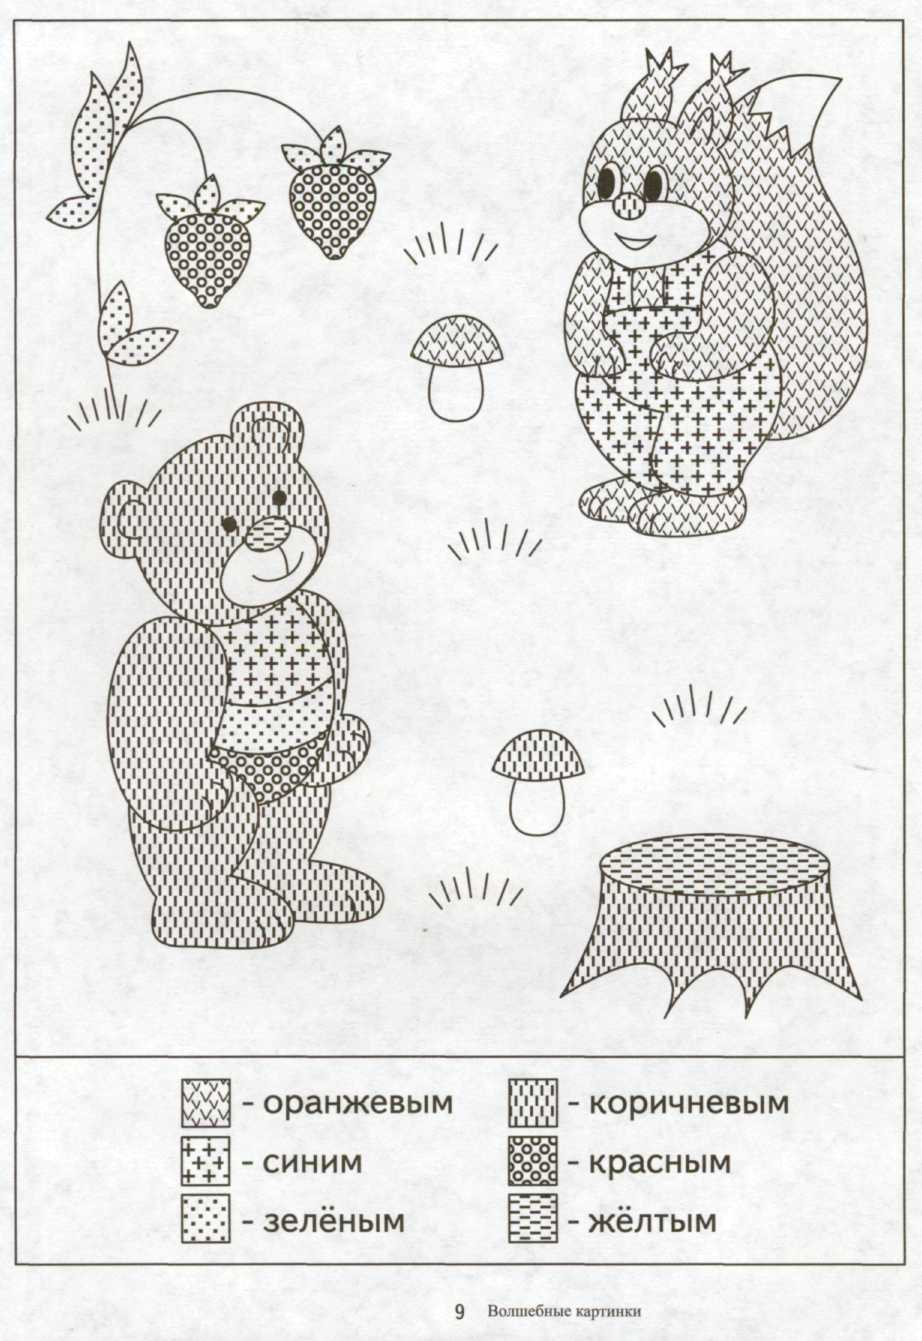 - оранжевым
- коричневым
- синим
- красным
- зелёным
- жёлтым
9 Волшебные картинки